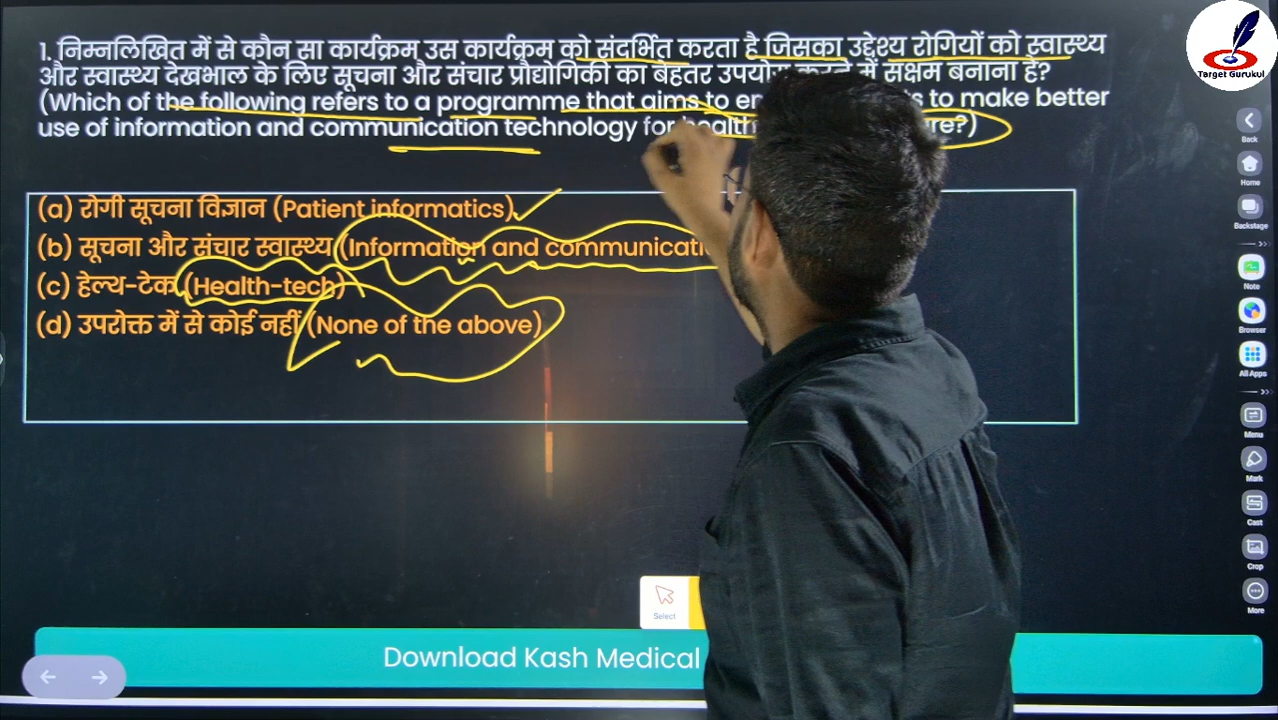 1. निम्नलिखित में से कौन सा कार्यक्रम उस कार्यक्रम को संदर्भित करता है जिसका उद्देश्य रोगियों को स्वास्थ्य
और स्वास्थ्य देखभाल के लिए सूचना और संचार प्रौद्योगिकी का बेहतर उपयोग करने में सक्षम बनाना है?
(Which of the following refers to a programme that aims to to make better
use of information and communication technology for
(a) रोगी सूचना विज्ञान (Patient informatics)
(b) सूचना और संचार स्वास्थ्य (Information and
(c) हेल्थ-टेक (Health-tech)
(d) उपरोक्त में से कोई नहीं (None of the above)
Select
Download Kash Medical
Target Gurukul
Back
Home
Backstage
Note
Browser
All Apps
Menu
Mark
Cast
Crop
More